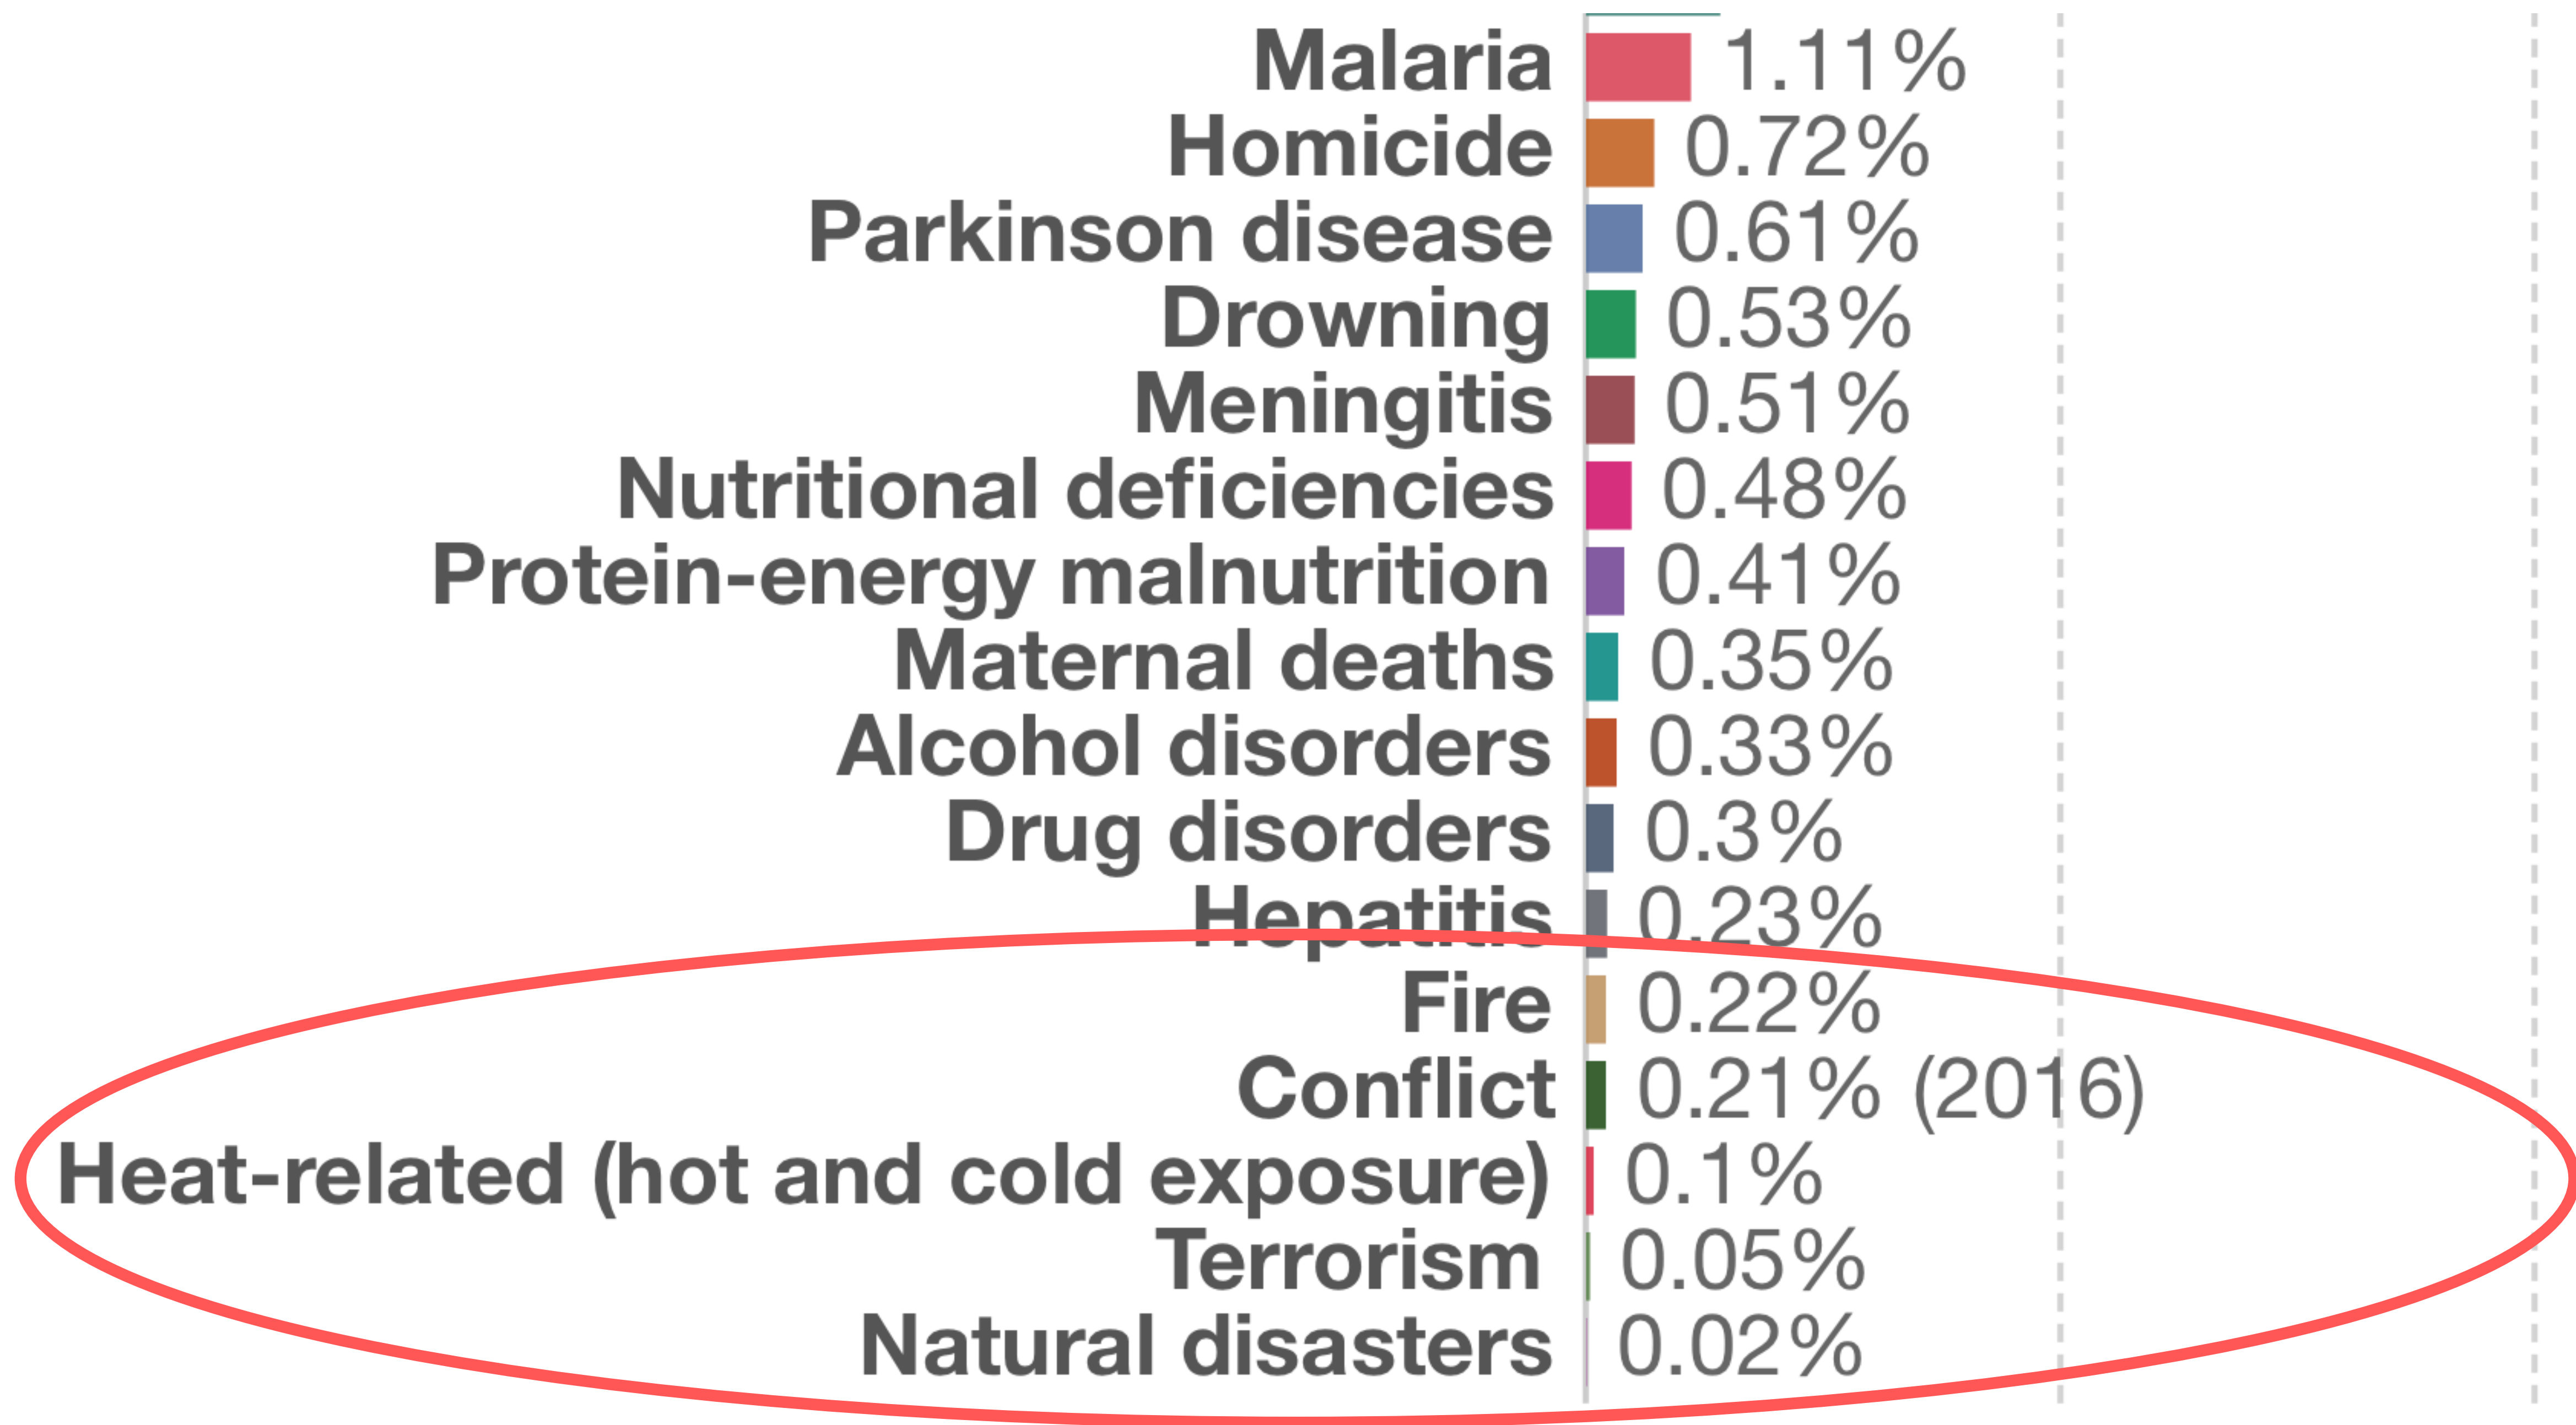 Malaria 1.11%
Homicide 0.72%
Parkinson disease 0.61%
Drowning 0.53%
Meningitis 0.51%
Nutritional deficiencies 0.48%
Protein-energy malnutrition 0.41%
Maternal deaths 0.35%
Alcohol disorders 0.33%
Drug disorders 0.3%
Hepatitis 0.23%
Fire 0.22%
Conflict 0.21% (2016)
Heat-related (hot and cold exposure) 0.1%
Terrorism 0.05%
Natural disasters 0.02%